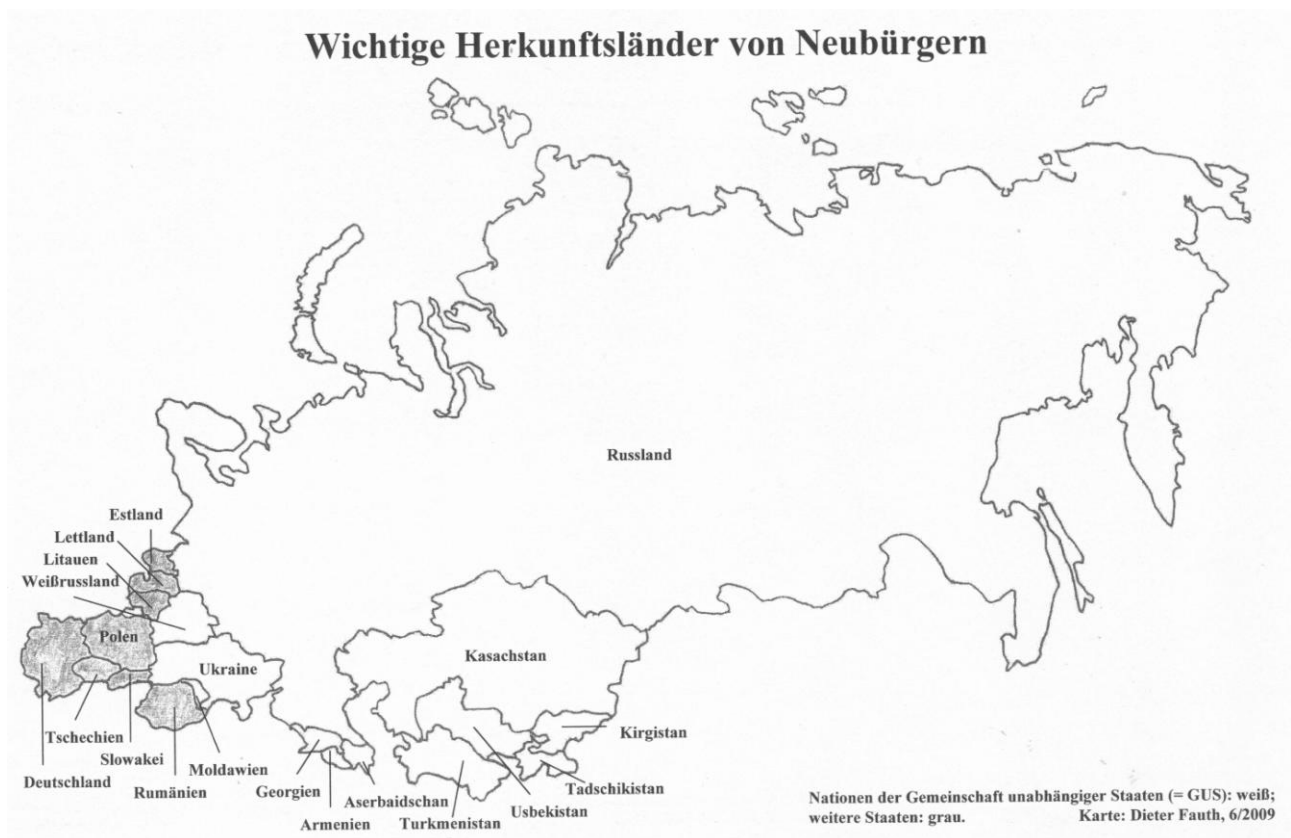 Wichtige Herkunftsländer von Neubürgern
Russland
Estland
Lettland
Litauen
Weißrussland
Polen
Ukraine
Kasachstan
Kirgistan
Tschechien
Slowakei
Moldawien
Deutschland
Rumänien
Georgien
Armenien
Aserbaidschan
Turkmenistan
Usbekistan
Tadschikistan
Nationen der Gemeinschaft unabhängiger Staaten (= GUS): weiß;
weitere Staaten: grau. Karte: Dieter Fauth, 6/2009